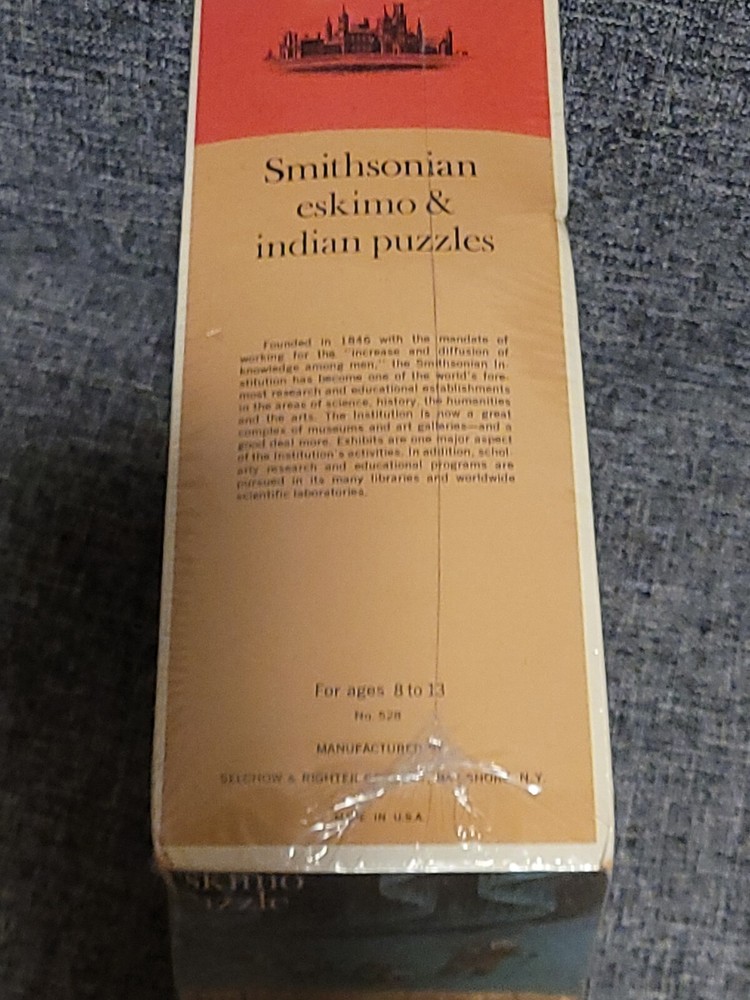 Smithsonian
eskimo &
indian puzzles
Founded in 1846 with the mandate of
working for the "increase and diffusion of
knowledge among men," the Smithsonian In-
stitution has become one of the world's fore-
most research and educational establishments
in the areas of science, history, the humanities
and the arts. The Institution is now a great
complex of museums and art galleries—and a
good deal more. Exhibits are one major aspect
of the Institution's activities. In addition, schol-
arly research and educational programs are
pursued in its many libraries and worldwide
scientific laboratories.
For ages 8 to 13
No. 528
MANUFACTURED BY
SELCHOW & RIGHTER BAY SHORE, N.Y.
MADE IN U.S.A.